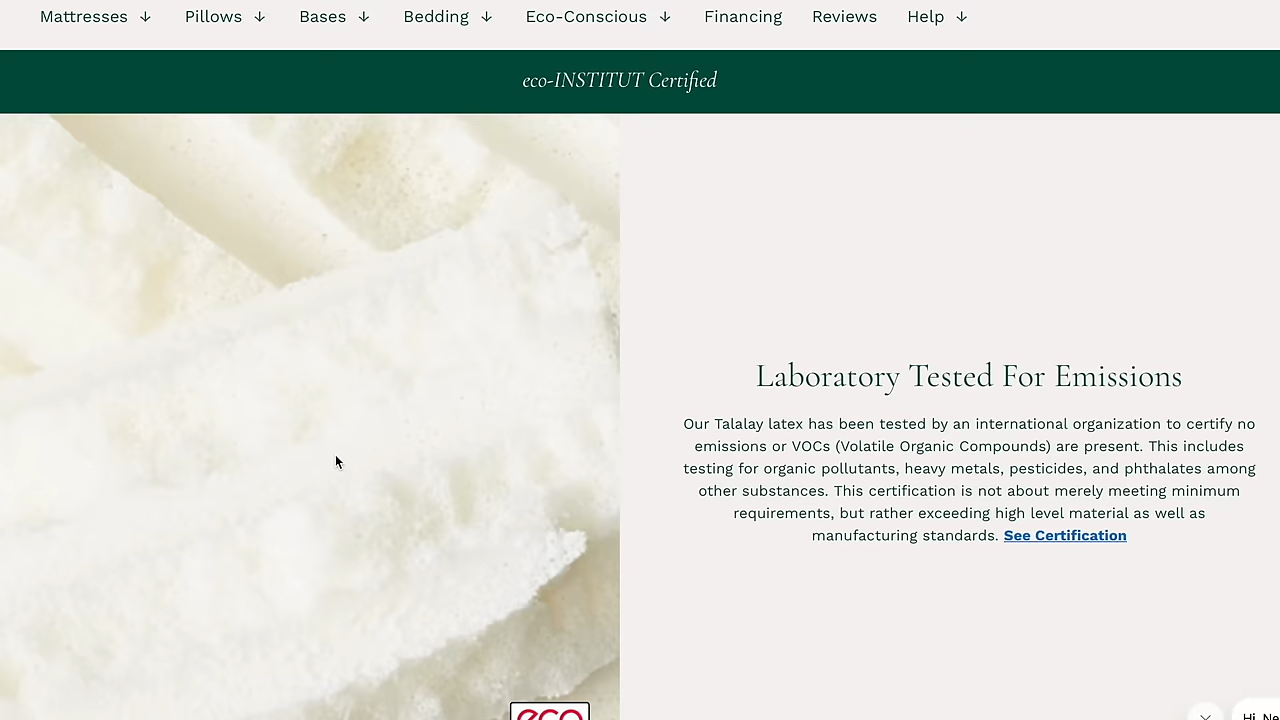 Mattresses Pillows Bases Bedding Eco-Conscious Financing Reviews Help
eco-INSTITUT Certified
Laboratory Tested For Emissions
Our Talalay latex has been tested by an international organization to certify no
emissions or VOCs (Volatile Organic Compounds) are present. This includes
testing for organic pollutants, heavy metals, pesticides, and phthalates among
other substances. This certification is not about merely meeting minimum
requirements, but rather exceeding high level material as well as
manufacturing standards. See Certification
eco